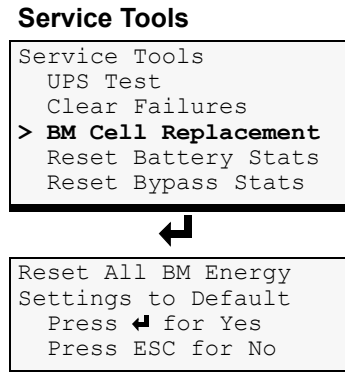 Service Tools
Service Tools
UPS Test
Clear Failures
> BM Cell Replacement
Reset Battery Stats
Reset Bypass Stats
Reset All BM Energy
Settings to Default
Press ↵ for Yes
Press ESC for No